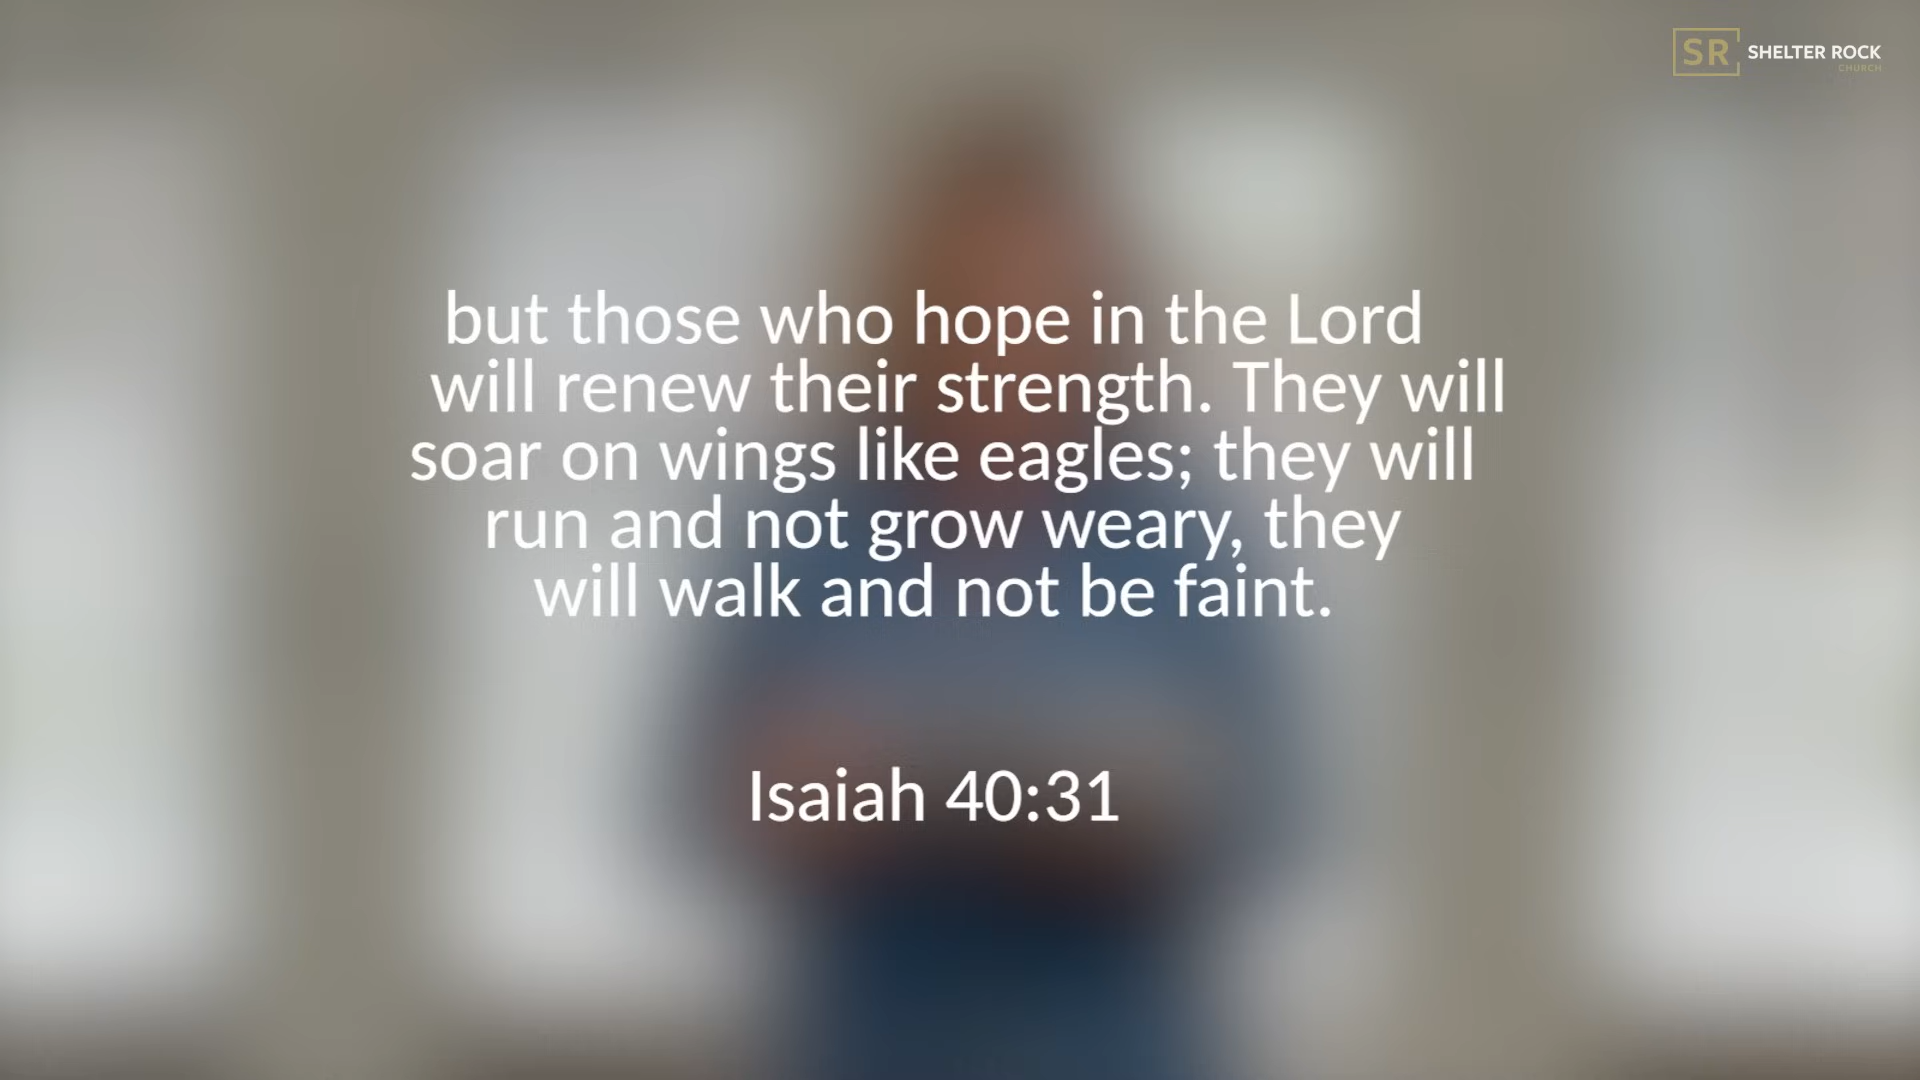 SR SHELTER ROCK
CHURCH
but those who hope in the Lord
will renew their strength. They will
soar on wings like eagles; they will
run and not grow weary, they
will walk and not be faint.
Isaiah 40:31